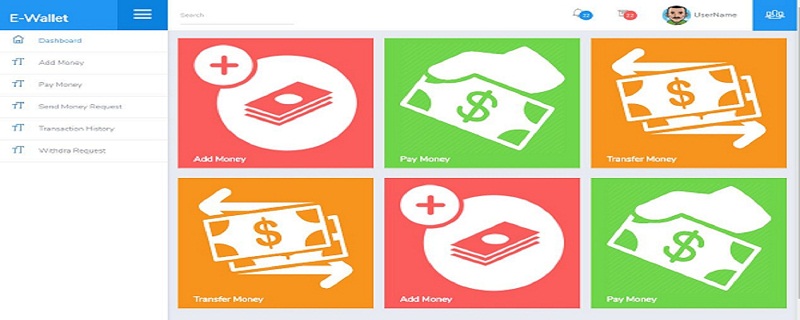 E-Wallet
Search
22
22
UserName
Dashboard
Add Money
Pay Money
Send Money Request
Transaction History
Withdra Request
Add Money
Pay Money
Transfer Money
Transfer Money
Add Money
Pay Money